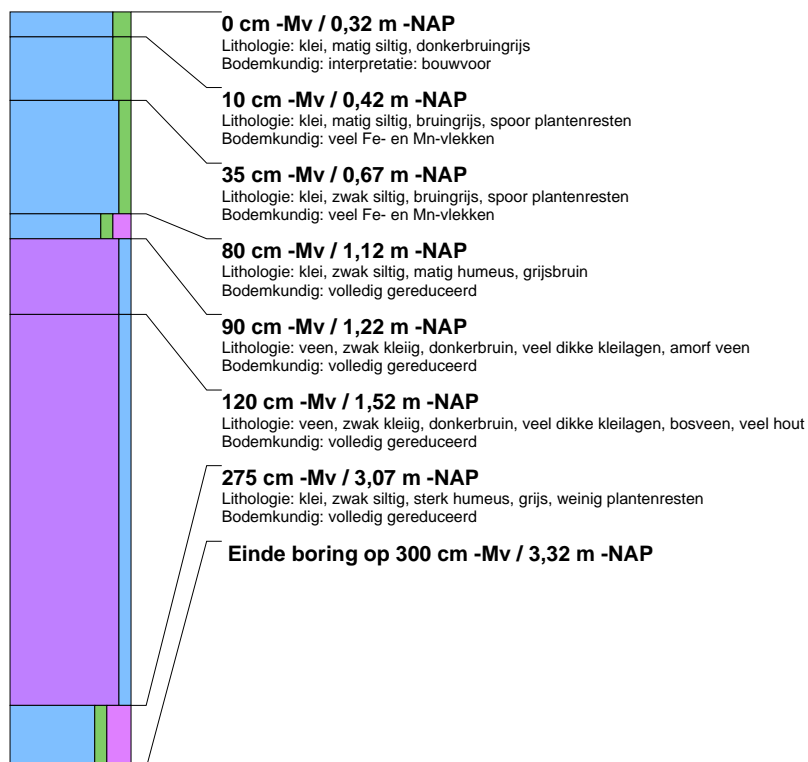 0 cm -Mv / 0,32 m -NAP
Lithologie: klei, matig siltig, donkerbruingrijs
Bodemkundig: interpretatie: bouwvoor
10 cm -Mv / 0,42 m -NAP
Lithologie: klei, matig siltig, bruingrijs, spoor plantenresten
Bodemkundig: veel Fe- en Mn-vlekken
35 cm -Mv / 0,67 m -NAP
Lithologie: klei, zwak siltig, bruingrijs, spoor plantenresten
Bodemkundig: veel Fe- en Mn-vlekken
80 cm -Mv / 1,12 m -NAP
Lithologie: klei, zwak siltig, matig humeus, grijsbruin
Bodemkundig: volledig gereduceerd
90 cm -Mv / 1,22 m -NAP
Lithologie: veen, zwak kleiig, donkerbruin, veel dikke kleilagen, amorf veen
Bodemkundig: volledig gereduceerd
120 cm -Mv / 1,52 m -NAP
Lithologie: veen, zwak kleiig, donkerbruin, veel dikke kleilagen, bosveen, veel hout
Bodemkundig: volledig gereduceerd
275 cm -Mv / 3,07 m -NAP
Lithologie: klei, zwak siltig, sterk humeus, grijs, weinig plantenresten
Bodemkundig: volledig gereduceerd
Einde boring op 300 cm -Mv / 3,32 m -NAP